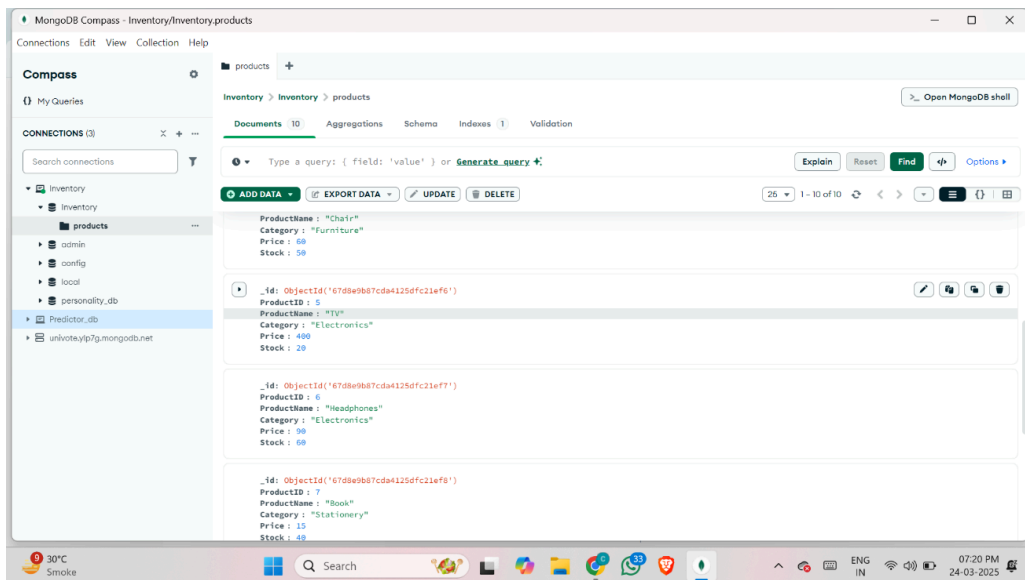 MongoDB Compass - Inventory/Inventory.products
Connections Edit View Collection Help
Compass
{} My Queries
CONNECTIONS (3)
Search connections
Inventory
Inventory
products
admin
config
local
personality_db
Predictor_db
univote.ylp7g.mongodb.net
products
Inventory > Inventory > products
>_ Open MongoDB shell
Documents 10 Aggregations Schema Indexes 1 Validation
Type a query: { field: 'value' } or Generate query
Explain Reset Find </> Options
ADD DATA EXPORT DATA UPDATE DELETE
25 1 - 10 of 10 {}
ProductName : "Chair"
Category : "Furniture"
Price : 60
Stock : 50
_id: ObjectId('67d8e9b87cda4125dfc21ef6')
ProductID : 5
ProductName : "TV"
Category : "Electronics"
Price : 400
Stock : 20
_id: ObjectId('67d8e9b87cda4125dfc21ef7')
ProductID : 6
ProductName : "Headphones"
Category : "Electronics"
Price : 90
Stock : 60
_id: ObjectId('67d8e9b87cda4125dfc21ef8')
ProductID : 7
ProductName : "Book"
Category : "Stationery"
Price : 15
Stock : 40
9
30°C
Smoke
Search
33
ENG
IN
07:20 PM
24-03-2025